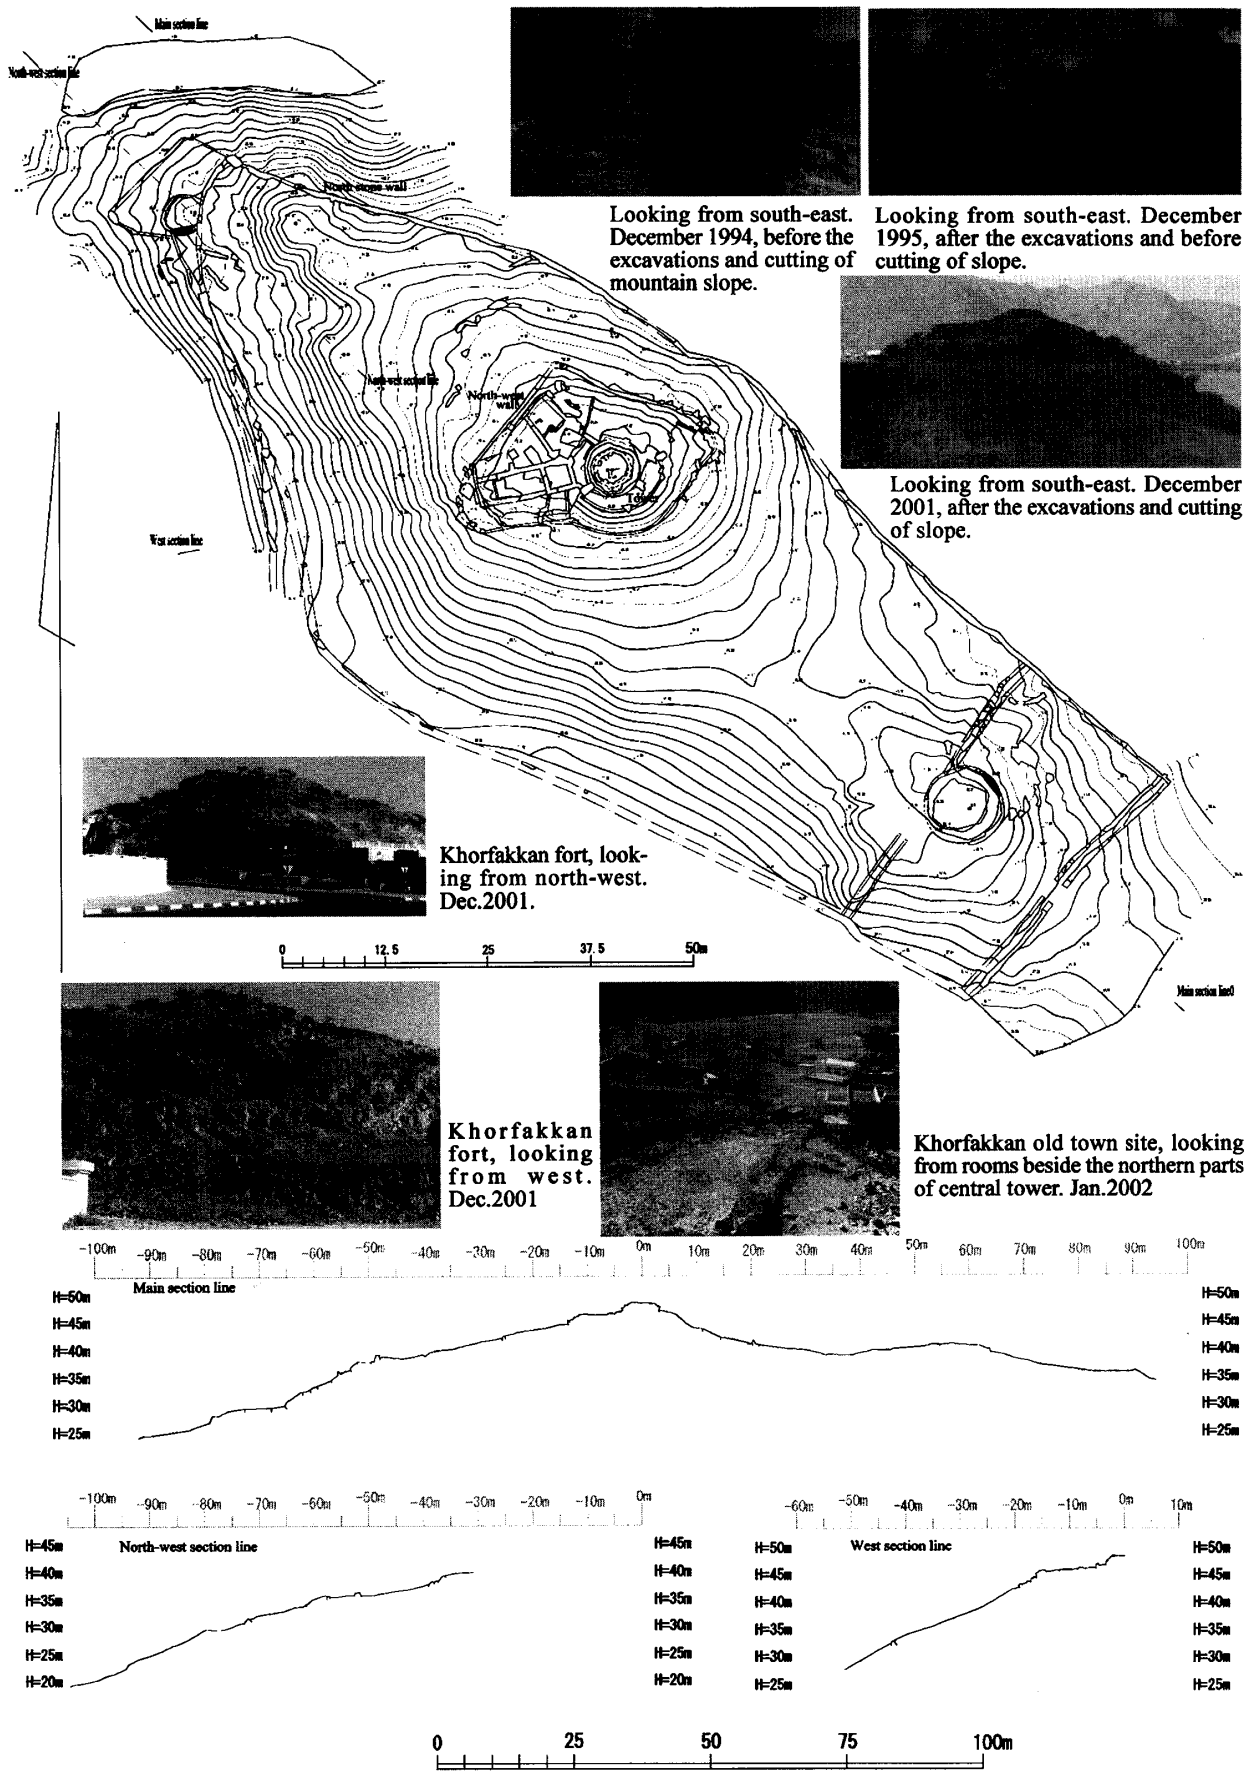 Main section line
North-west section line
North stone wall
Looking from south-east.
December 1994, before the
excavations and cutting of
mountain slope.
Looking from south-east. December
1995, after the excavations and before
cutting of slope.
North-west section line
North-west
wall
Tower
Looking from south-east. December
2001, after the excavations and cutting
of slope.
West section line
Khorfakkan fort, look-
ing from north-west.
Dec.2001.
0 12.5 25 37.5 50m
Main section line0
Khorfakkan
fort, looking
from west.
Dec.2001
Khorfakkan old town site, looking
from rooms beside the northern parts
of central tower. Jan.2002
-100m -90m -80m -70m -60m -50m -40m -30m -20m -10m 0m 10m 20m 30m 40m 50m 60m 70m 80m 90m 100m
Main section line
H=50m H=50m
H=45m H=45m
H=40m H=40m
H=35m H=35m
H=30m H=30m
H=25m H=25m
-100m -90m -80m -70m -60m -50m -40m -30m -20m -10m 0m
North-west section line
H=45m H=45m
H=40m H=40m
H=35m H=35m
H=30m H=30m
H=25m H=25m
H=20m H=20m
-60m -50m -40m -30m -20m -10m 0m 10m
West section line
H=50m H=50m
H=45m H=45m
H=40m H=40m
H=35m H=35m
H=30m H=30m
H=25m H=25m
0 25 50 75 100m